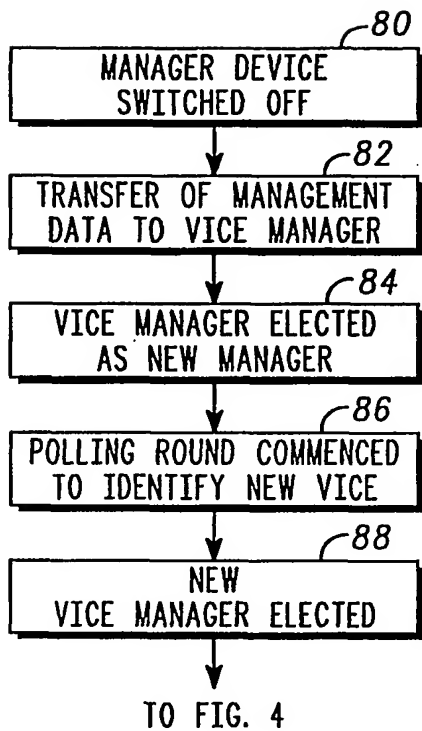 80
MANAGER DEVICE
SWITCHED OFF
82
TRANSFER OF MANAGEMENT
DATA TO VICE MANAGER
84
VICE MANAGER ELECTED
AS NEW MANAGER
86
POLLING ROUND COMMENCED
TO IDENTIFY NEW VICE
88
NEW
VICE MANAGER ELECTED
TO FIG. 4